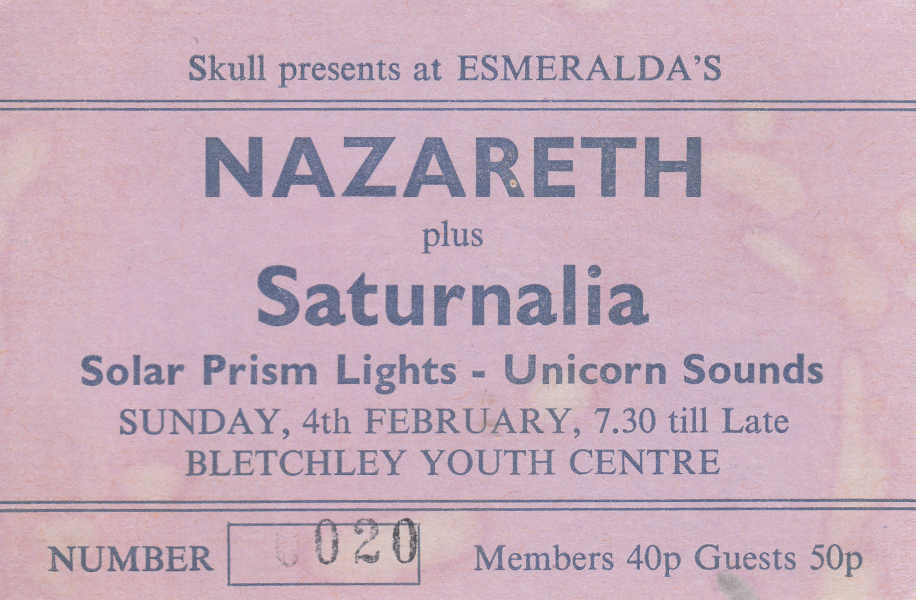 Skull presents at ESMERALDA'S
NAZARETH
plus
Saturnalia
Solar Prism Lights - Unicorn Sounds
SUNDAY, 4th FEBRUARY, 7.30 till Late
BLETCHLEY YOUTH CENTRE
NUMBER 0020 Members 40p Guests 50p